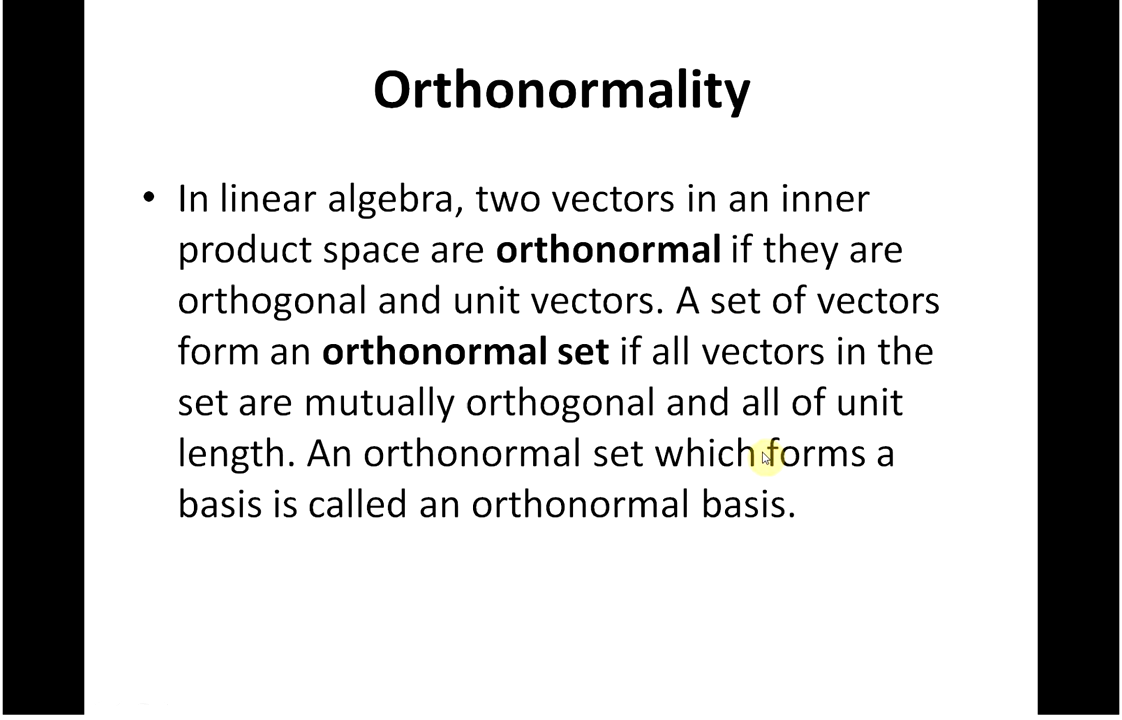 Orthonormality
• In linear algebra, two vectors in an inner
product space are orthonormal if they are
orthogonal and unit vectors. A set of vectors
form an orthonormal set if all vectors in the
set are mutually orthogonal and all of unit
length. An orthonormal set which forms a
basis is called an orthonormal basis.